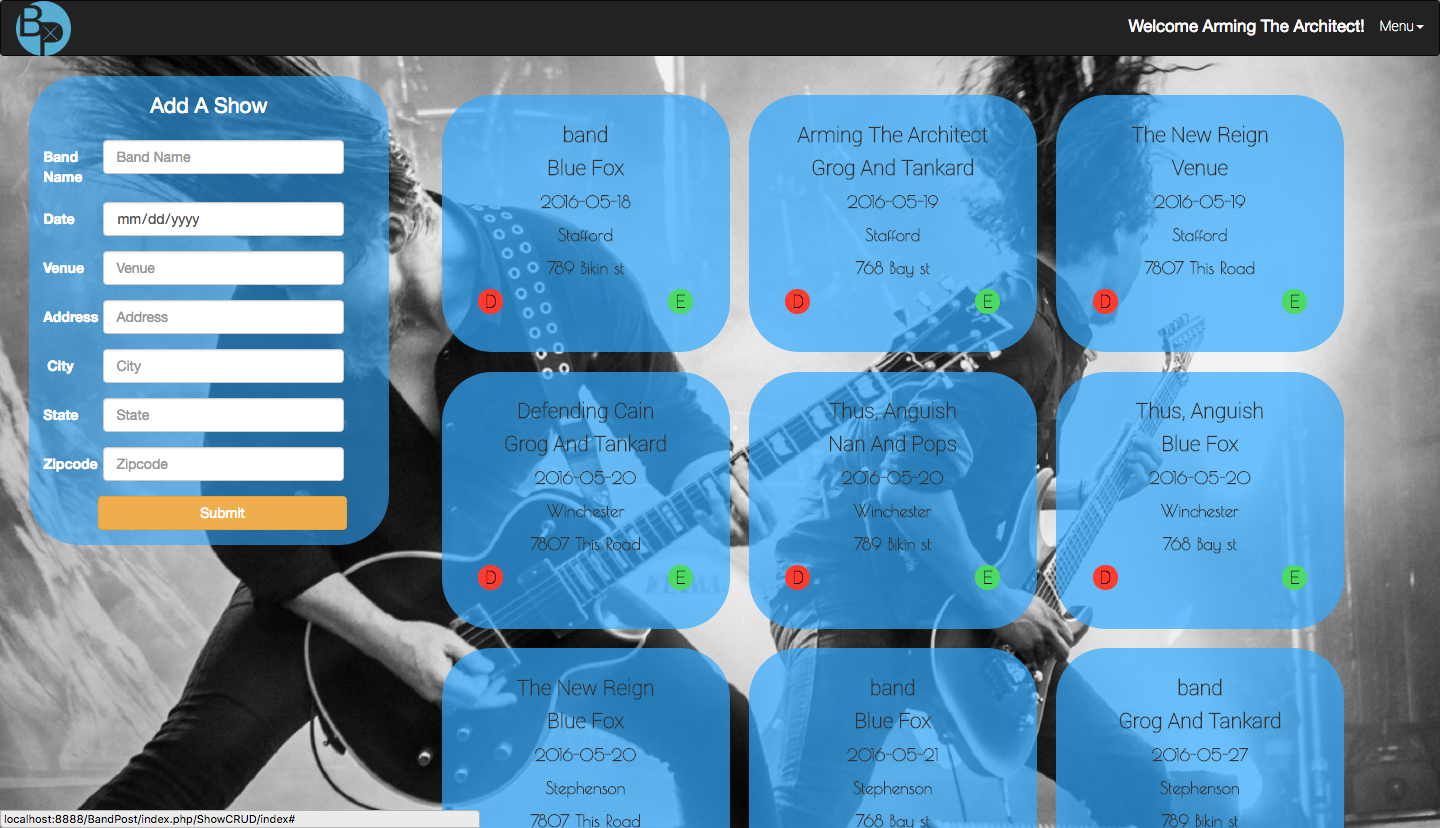 BP
Welcome Arming The Architect!
Menu
Add A Show
Band Name
Band Name
Date
mm/dd/yyyy
Venue
Venue
Address
Address
City
City
State
State
Zipcode
Zipcode
Submit
band
Blue Fox
2016-05-18
Stafford
789 Bikin st
D
E
Arming The Architect
Grog And Tankard
2016-05-19
Stafford
768 Bay st
D
E
The New Reign
Venue
2016-05-19
Stafford
7807 This Road
D
E
Defending Cain
Grog And Tankard
2016-05-20
Winchester
7807 This Road
D
E
Thus, Anguish
Nan And Pops
2016-05-20
Winchester
789 Bikin st
D
E
Thus, Anguish
Blue Fox
2016-05-20
Winchester
768 Bay st
D
E
The New Reign
Blue Fox
2016-05-20
Stephenson
7807 This Road
band
Blue Fox
2016-05-21
Stephenson
768 Bay st
band
Grog And Tankard
2016-05-27
Stephenson
789 Bikin st
localhost:8888/BandPost/index.php/ShowCRUD/index#